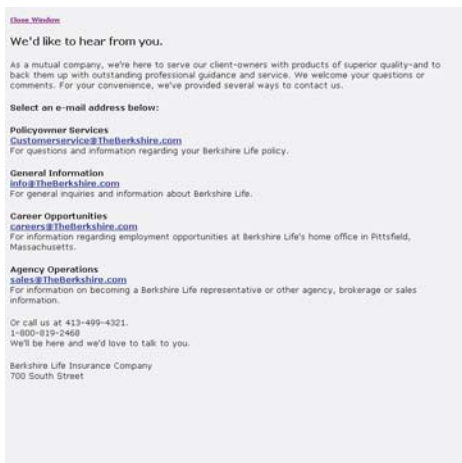 Close Window
We'd like to hear from you.
As a mutual company, we're here to serve our client-owners with products of superior quality-and to
back them up with outstanding professional guidance and service. We welcome your questions or
comments. For your convenience, we've provided several ways to contact us.
Select an e-mail address below:
Policyowner Services
Customerservice@TheBerkshire.com
For questions and information regarding your Berkshire Life policy.
General Information
info@TheBerkshire.com
For general inquiries and information about Berkshire Life.
Career Opportunities
careers@TheBerkshire.com
For information regarding employment opportunities at Berkshire Life's home office in Pittsfield,
Massachusetts.
Agency Operations
sales@TheBerkshire.com
For information on becoming a Berkshire Life representative or other agency, brokerage or sales
information.
Or call us at 413-499-4321.
1-800-819-2468
We'll be here and we'd love to talk to you.
Berkshire Life Insurance Company
700 South Street